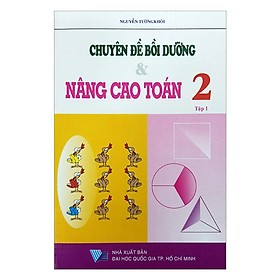 NGUYỄN TƯỜNG KHÔI
CHUYÊN ĐỀ BỒI DƯỠNG
&
NÂNG CAO TOÁN 2
Tập 1
NHÀ XUẤT BẢN
ĐẠI HỌC QUỐC GIA TP. HỒ CHÍ MINH